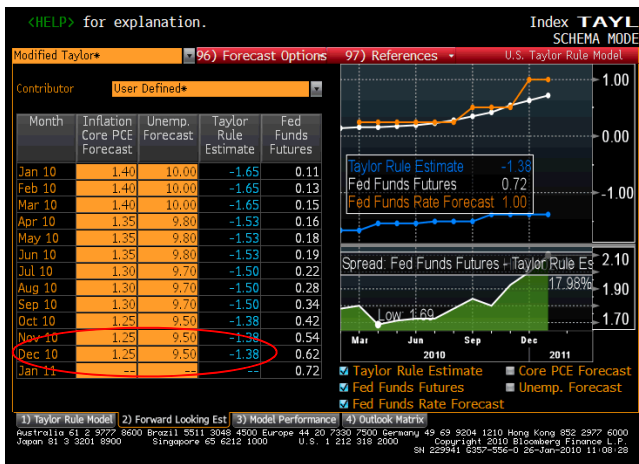 <HELP> for explanation. Index TAYL
SCHEMA MODE
Modified Taylor* 96) Forecast Options 97) References U.S. Taylor Rule Model
Contributor User Defined*
Month Inflation Core PCE Forecast Unemp. Forecast Taylor Rule Estimate Fed Funds Futures
Jan 10 1.40 10.00 -1.65 0.11
Feb 10 1.40 10.00 -1.65 0.13
Mar 10 1.40 10.00 -1.65 0.15
Apr 10 1.35 9.80 -1.53 0.16
May 10 1.35 9.80 -1.53 0.18
Jun 10 1.35 9.80 -1.53 0.19
Jul 10 1.30 9.70 -1.50 0.22
Aug 10 1.30 9.70 -1.50 0.28
Sep 10 1.30 9.70 -1.50 0.34
Oct 10 1.25 9.50 -1.38 0.42
Nov 10 1.25 9.50 -1.38 0.54
Dec 10 1.25 9.50 -1.38 0.62
Jan 11 -- -- -- 0.72
1.00
0.00
-1.00
Taylor Rule Estimate -1.38
Fed Funds Futures 0.72
Fed Funds Rate Forecast 1.00
Spread: Fed Funds Futures - Taylor Rule Es
17.98%
Low: 1.69
2.10
1.90
1.70
Mar Jun Sep Dec
2010 2011
Taylor Rule Estimate Core PCE Forecast
Fed Funds Futures Unemp. Forecast
Fed Funds Rate Forecast
1) Taylor Rule Model 2) Forward Looking Est 3) Model Performance 4) Outlook Matrix
Australia 61 2 9777 8600 Brazil 5511 3048 4500 Europe 44 20 7330 7500 Germany 49 69 9204 1210 Hong Kong 852 2977 6000
Japan 81 3 3201 8900 Singapore 65 6212 1000 U.S. 1 212 318 2000 Copyright 2010 Bloomberg Finance L.P.
SN 229941 G357-556-0 26-Jan-2010 11:08:28